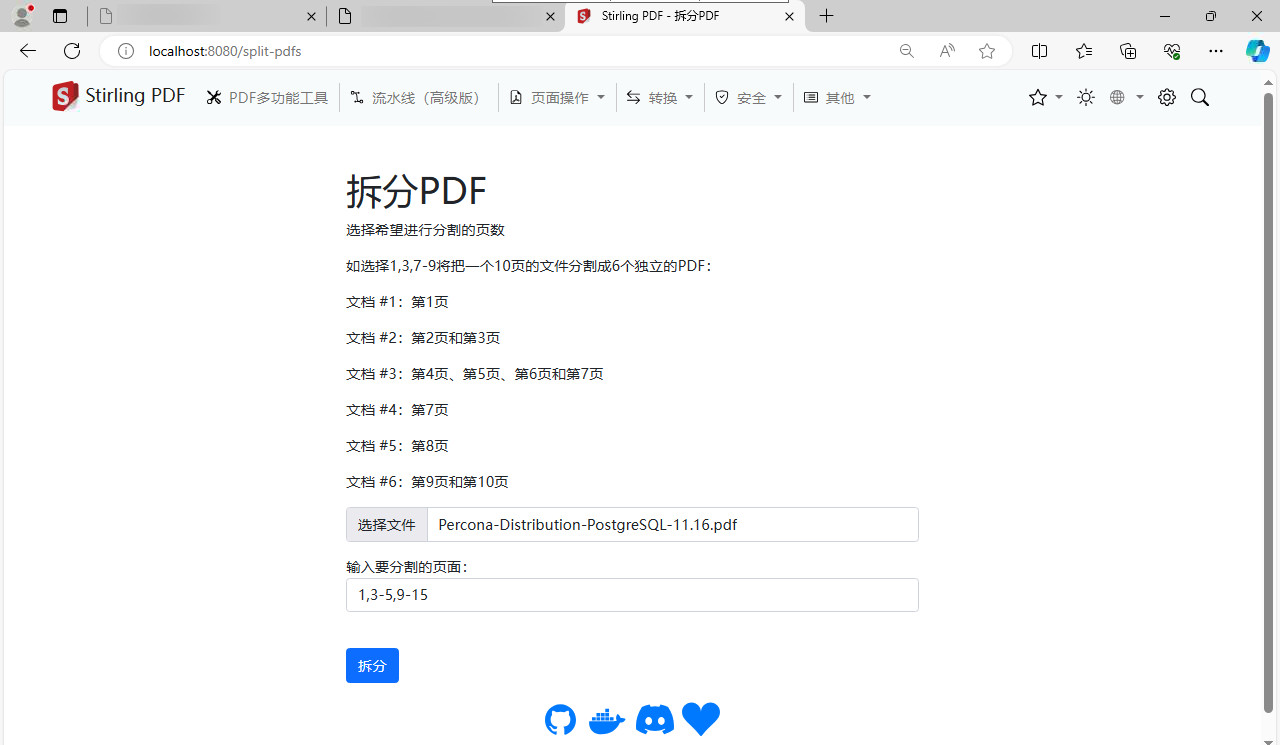 Stirling PDF - 拆分PDF
localhost:8080/split-pdfs
Stirling PDF PDF多功能工具 流水线（高级版） 页面操作 转换 安全 其他
拆分PDF
选择希望进行分割的页数
如选择1,3,7-9将把一个10页的文件分割成6个独立的PDF：
文档 #1：第1页
文档 #2：第2页和第3页
文档 #3：第4页、第5页、第6页和第7页
文档 #4：第7页
文档 #5：第8页
文档 #6：第9页和第10页
选择文件 Percona-Distribution-PostgreSQL-11.16.pdf
输入要分割的页面：
1,3-5,9-15
拆分